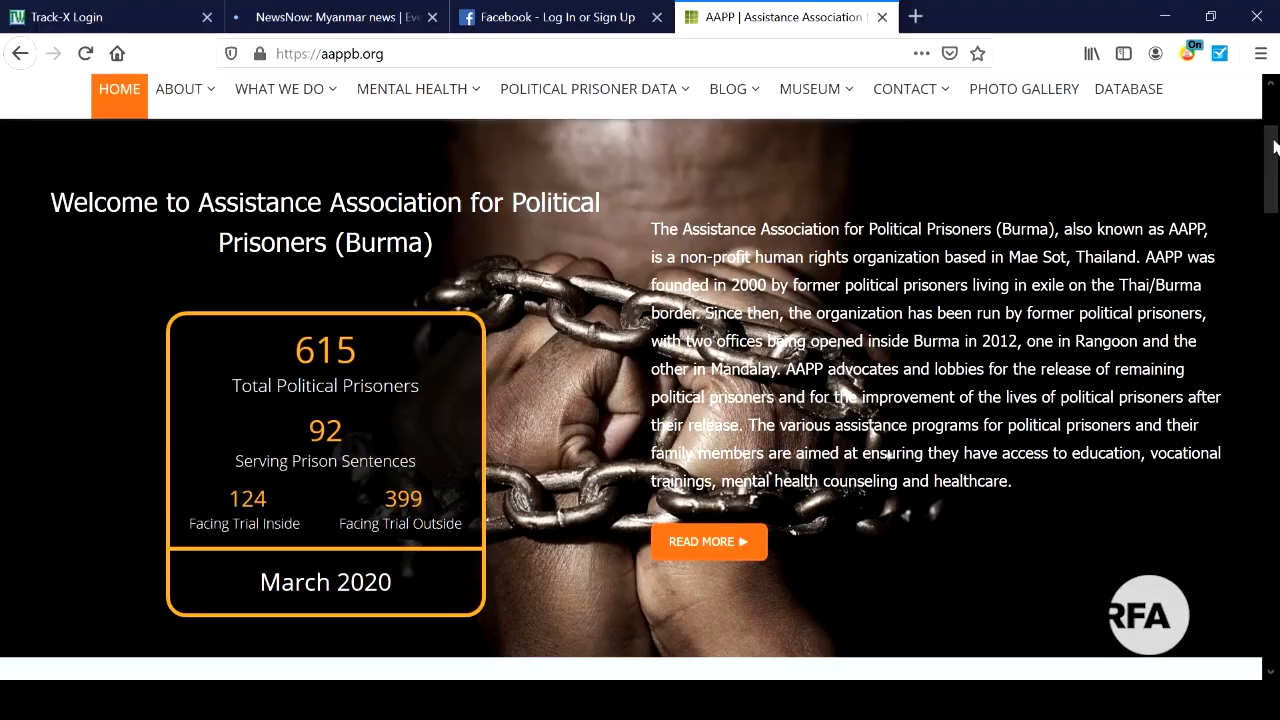 Track-X Login
NewsNow: Myanmar news | Eve
Facebook - Log In or Sign Up
AAPP | Assistance Association f
https://aappb.org
On
HOME
ABOUT
WHAT WE DO
MENTAL HEALTH
POLITICAL PRISONER DATA
BLOG
MUSEUM
CONTACT
PHOTO GALLERY
DATABASE
Welcome to Assistance Association for Political
Prisoners (Burma)
615
Total Political Prisoners
92
Serving Prison Sentences
124
Facing Trial Inside
399
Facing Trial Outside
March 2020
The Assistance Association for Political Prisoners (Burma), also known as AAPP,
is a non-profit human rights organization based in Mae Sot, Thailand. AAPP was
founded in 2000 by former political prisoners living in exile on the Thai/Burma
border. Since then, the organization has been run by former political prisoners,
with two offices being opened inside Burma in 2012, one in Rangoon and the
other in Mandalay. AAPP advocates and lobbies for the release of remaining
political prisoners and for the improvement of the lives of political prisoners after
their release. The various assistance programs for political prisoners and their
family members are aimed at ensuring they have access to education, vocational
trainings, mental health counseling and healthcare.
READ MORE ►
RFA